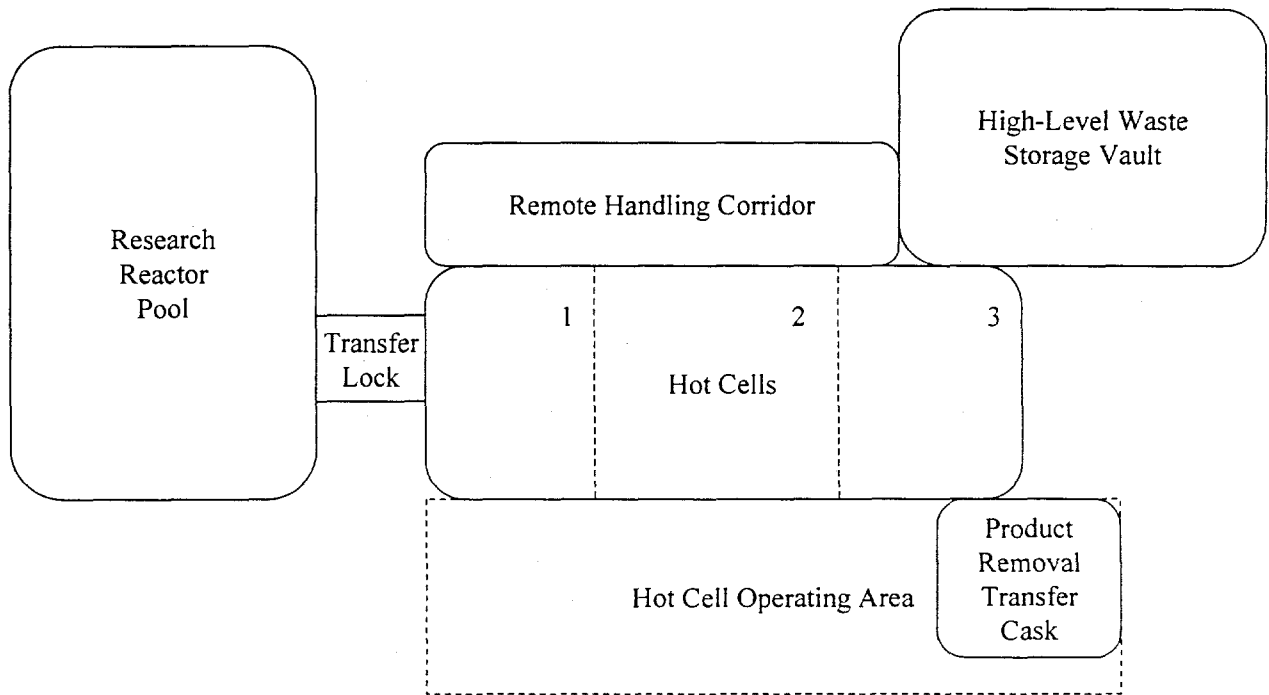 High-Level Waste
Storage Vault
Remote Handling Corridor
Research
Reactor
Pool
1
2
3
Transfer
Lock
Hot Cells
Product
Removal
Transfer
Cask
Hot Cell Operating Area